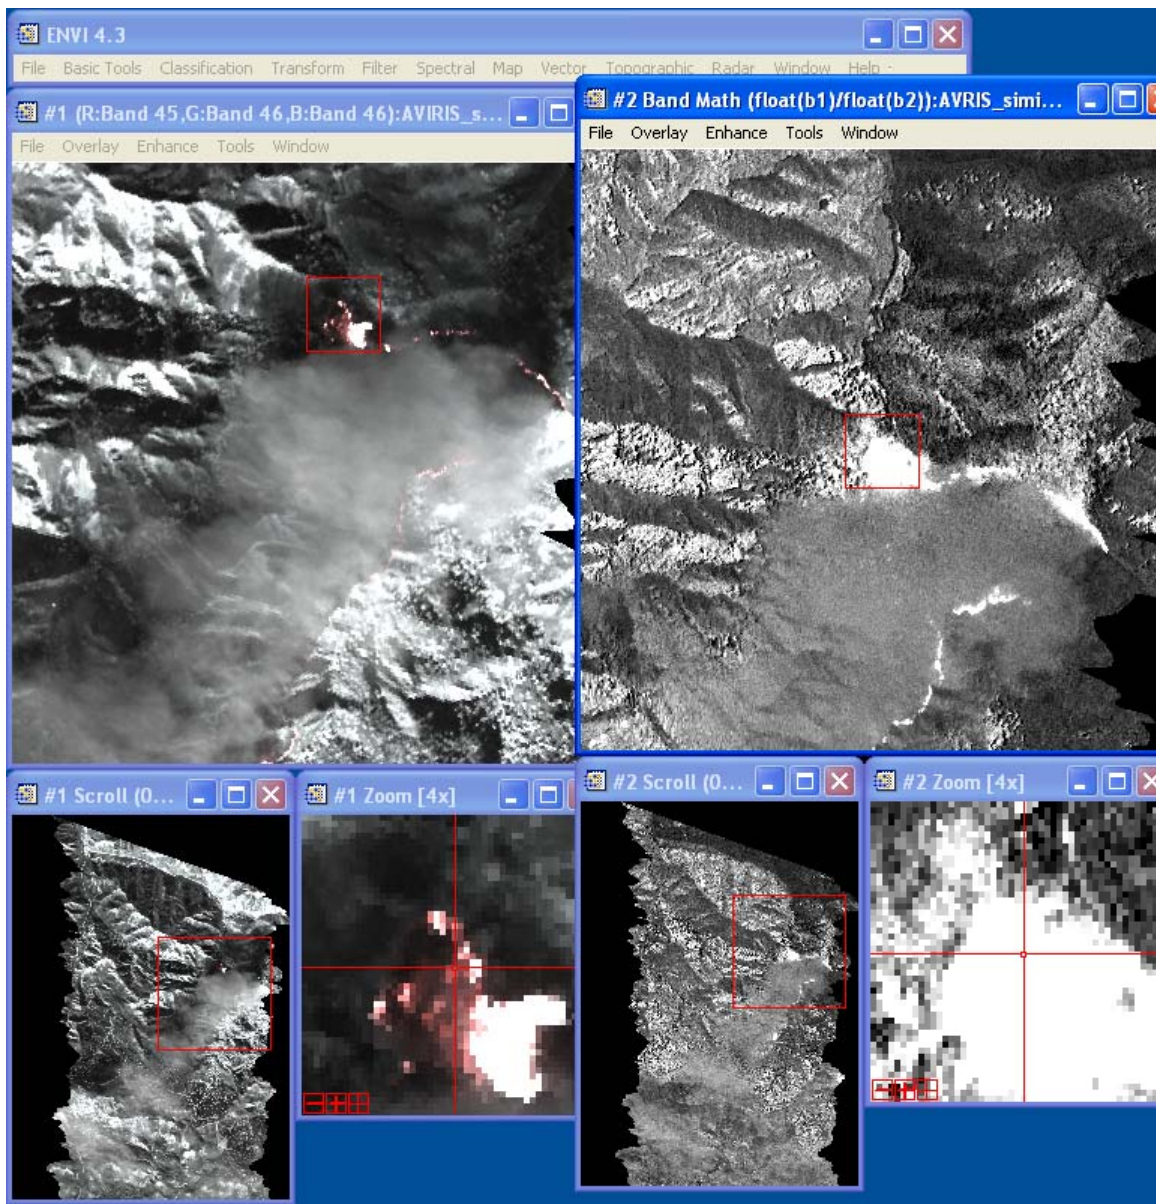 ENVI 4.3
File Basic Tools Classification Transform Filter Spectral Map Vector Topographic Radar Window Help
#1 (R:Band 45,G:Band 46,B:Band 46):AVIRIS_s...
File Overlay Enhance Tools Window
#2 Band Math (float(b1)/float(b2)):AVRIS_simi...
File Overlay Enhance Tools Window
#1 Scroll (0...
#1 Zoom [4x]
#2 Scroll (0...
#2 Zoom [4x]